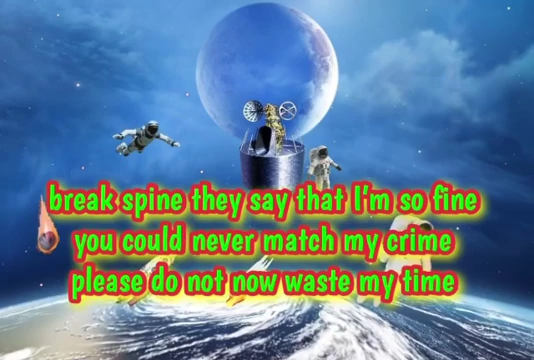 break spine they say that I'm so fine
you could never match my crime
please do not now waste my time